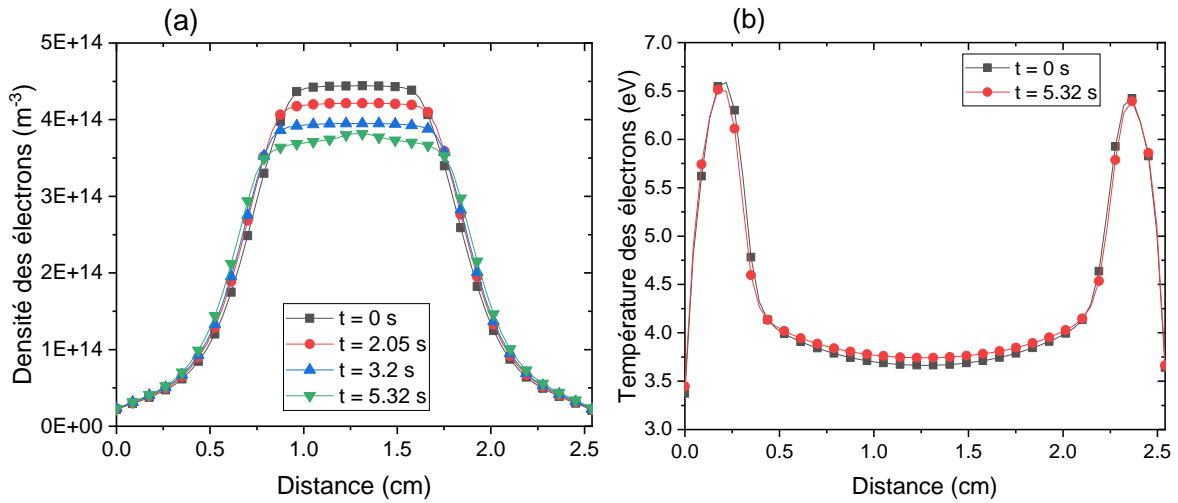 (a)
Densité des électrons (m-3)
5E+14
4E+14
3E+14
2E+14
1E+14
0E+00
t = 0 s
t = 2.05 s
t = 3.2 s
t = 5.32 s
0.0 0.5 1.0 1.5 2.0 2.5
Distance (cm)
(b)
Température des électrons (eV)
7.0
6.5
6.0
5.5
5.0
4.5
4.0
3.5
3.0
t = 0 s
t = 5.32 s
0.0 0.5 1.0 1.5 2.0 2.5
Distance (cm)